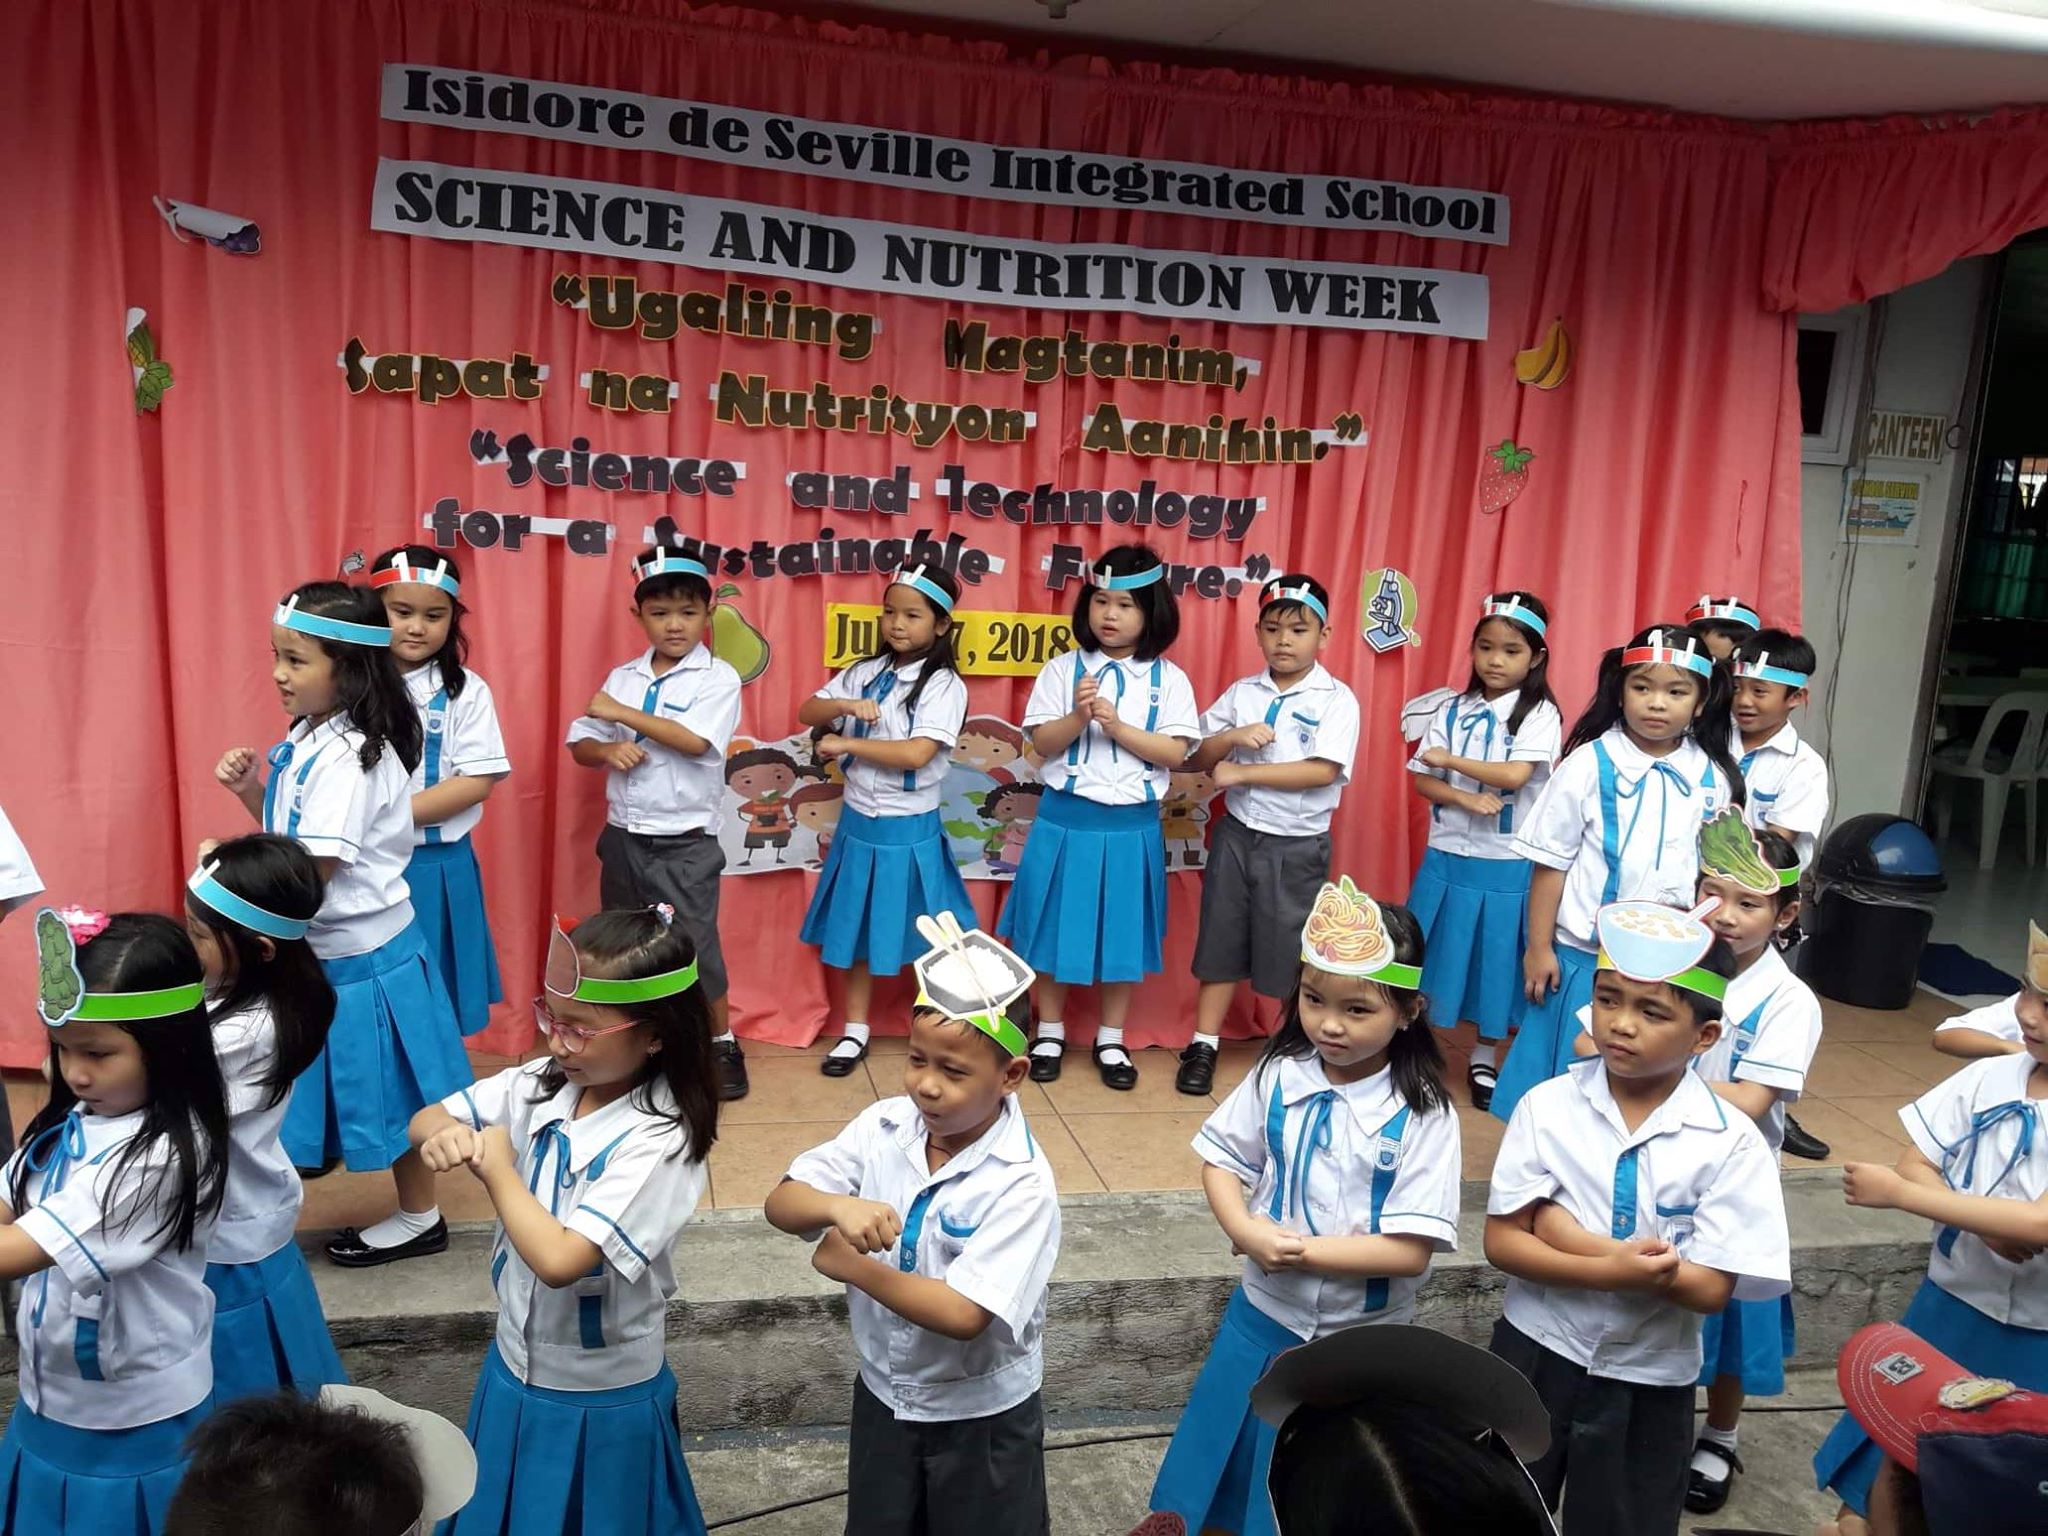 Isidore de Seville Integrated School
SCIENCE AND NUTRITION WEEK
“Ugaliing Magtanim,
Sapat na Nutrisyon Aanihin.”
“Science and Technology
for a Sustainable Future.”
2018
CANTEEN